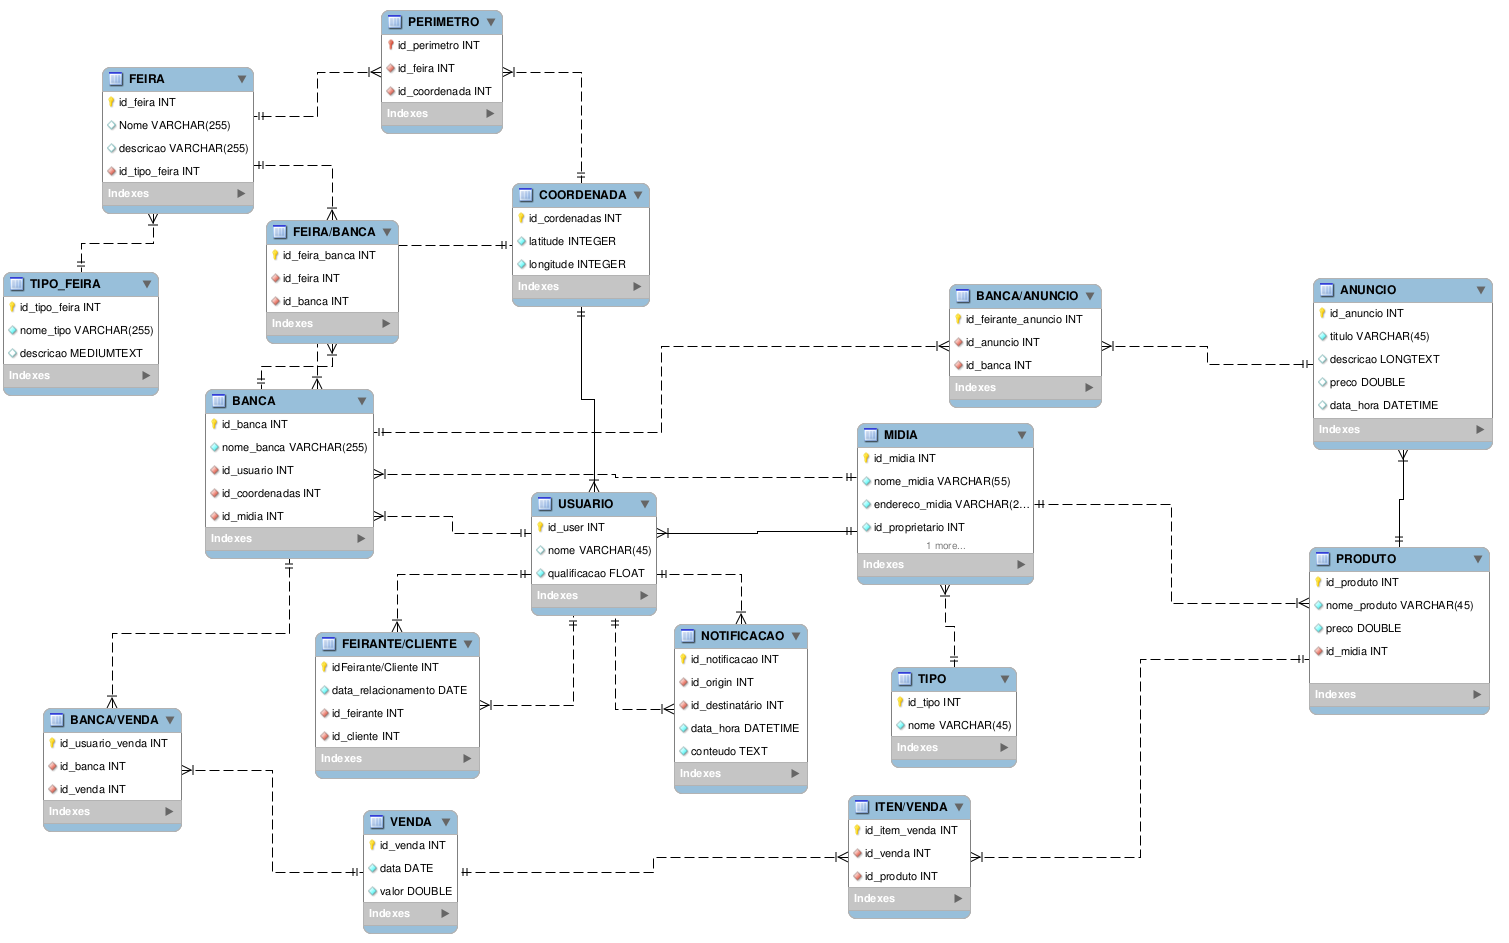 PERIMETRO
id_perimetro INT
id_feira INT
id_coordenada INT
Indexes
FEIRA
id_feira INT
Nome VARCHAR(255)
descricao VARCHAR(255)
id_tipo_feira INT
Indexes
COORDENADA
id_cordenadas INT
latitude INTEGER
longitude INTEGER
Indexes
FEIRA/BANCA
id_feira_banca INT
id_feira INT
id_banca INT
Indexes
TIPO_FEIRA
id_tipo_feira INT
nome_tipo VARCHAR(255)
descricao MEDIUMTEXT
Indexes
BANCA/ANUNCIO
id_feirante_anuncio INT
id_anuncio INT
id_banca INT
Indexes
ANUNCIO
id_anuncio INT
titulo VARCHAR(45)
descricao LONGTEXT
preco DOUBLE
data_hora DATETIME
Indexes
BANCA
id_banca INT
nome_banca VARCHAR(255)
id_usuario INT
id_coordenadas INT
id_midia INT
Indexes
MIDIA
id_midia INT
nome_midia VARCHAR(55)
endereco_midia VARCHAR(2...
id_proprietario INT
1 more...
Indexes
USUARIO
id_user INT
nome VARCHAR(45)
qualificacao FLOAT
Indexes
PRODUTO
id_produto INT
nome_produto VARCHAR(45)
preco DOUBLE
id_midia INT
Indexes
FEIRANTE/CLIENTE
idFeirante/Cliente INT
data_relacionamento DATE
id_feirante INT
id_cliente INT
Indexes
NOTIFICACAO
id_notificacao INT
id_origin INT
id_destinatário INT
data_hora DATETIME
conteudo TEXT
Indexes
TIPO
id_tipo INT
nome VARCHAR(45)
Indexes
BANCA/VENDA
id_usuario_venda INT
id_banca INT
id_venda INT
Indexes
VENDA
id_venda INT
data DATE
valor DOUBLE
Indexes
ITEN/VENDA
id_item_venda INT
id_venda INT
id_produto INT
Indexes